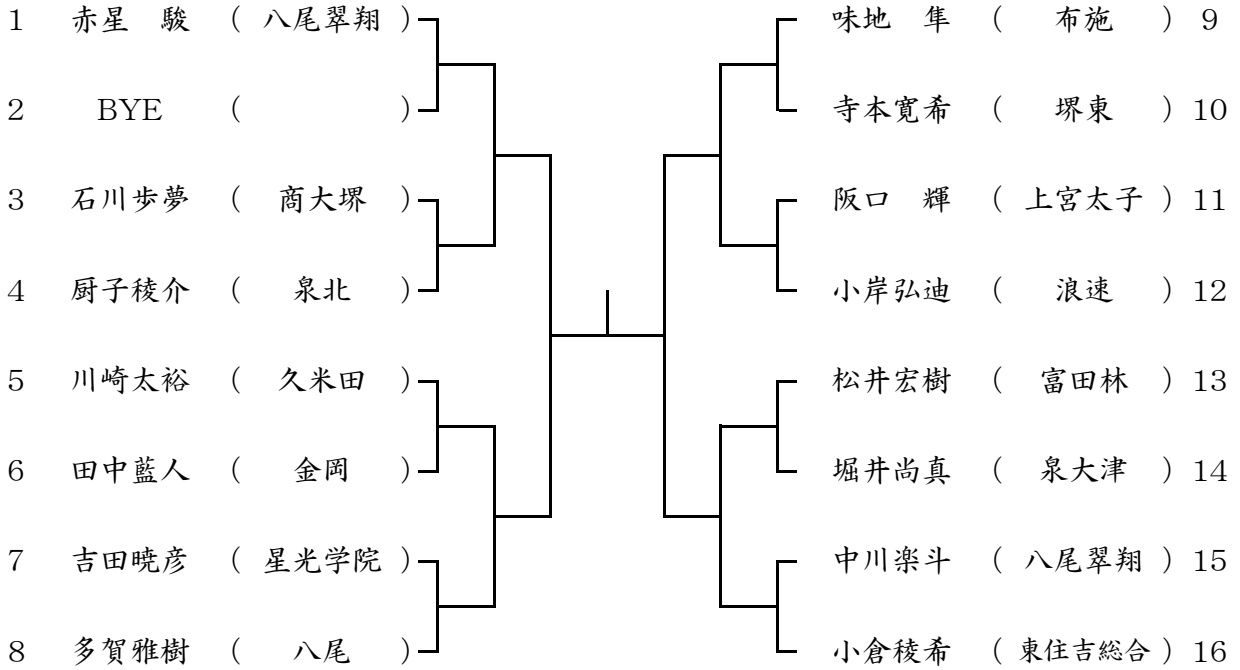 1 赤星 駿 ( 八尾翠翔 )
2 BYE ( )
3 石川歩夢 ( 商大堺 )
4 厨子稜介 ( 泉北 )
5 川崎太裕 ( 久米田 )
6 田中藍人 ( 金岡 )
7 吉田暁彦 ( 星光学院 )
8 多賀雅樹 ( 八尾 )
味地 隼 ( 布施 ) 9
寺本寛希 ( 堺東 ) 10
阪口 輝 ( 上宮太子 ) 11
小岸弘迪 ( 浪速 ) 12
松井宏樹 ( 富田林 ) 13
堀井尚真 ( 泉大津 ) 14
中川楽斗 ( 八尾翠翔 ) 15
小倉稜希 ( 東住吉総合 ) 16